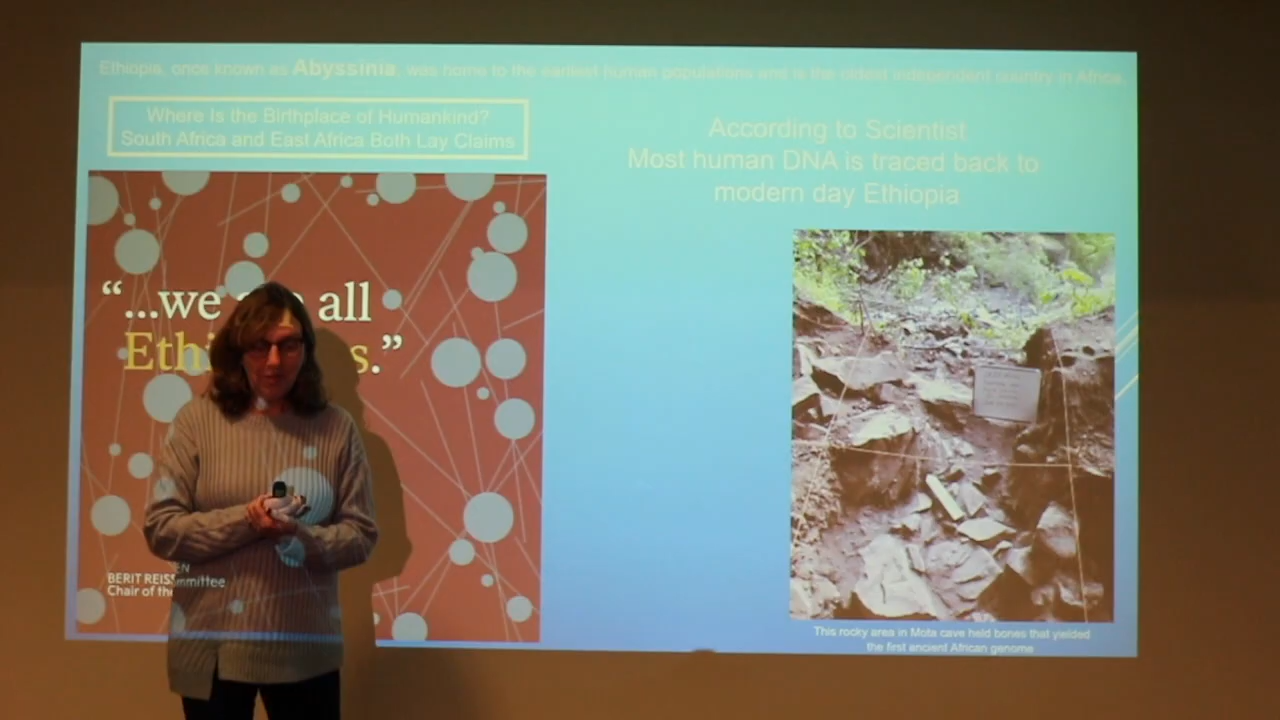 Ethiopia, once known as Abyssinia, was home to the earliest human populations and is the oldest independent country in Africa.
Where Is the Birthplace of Humankind?
South Africa and East Africa Both Lay Claims
According to Scientist
Most human DNA is traced back to
modern day Ethiopia
“...we all
s.”
BERIT REISS EN
Chair of the mmittee
This rocky area in Mota cave held bones that yielded
the first ancient African genome